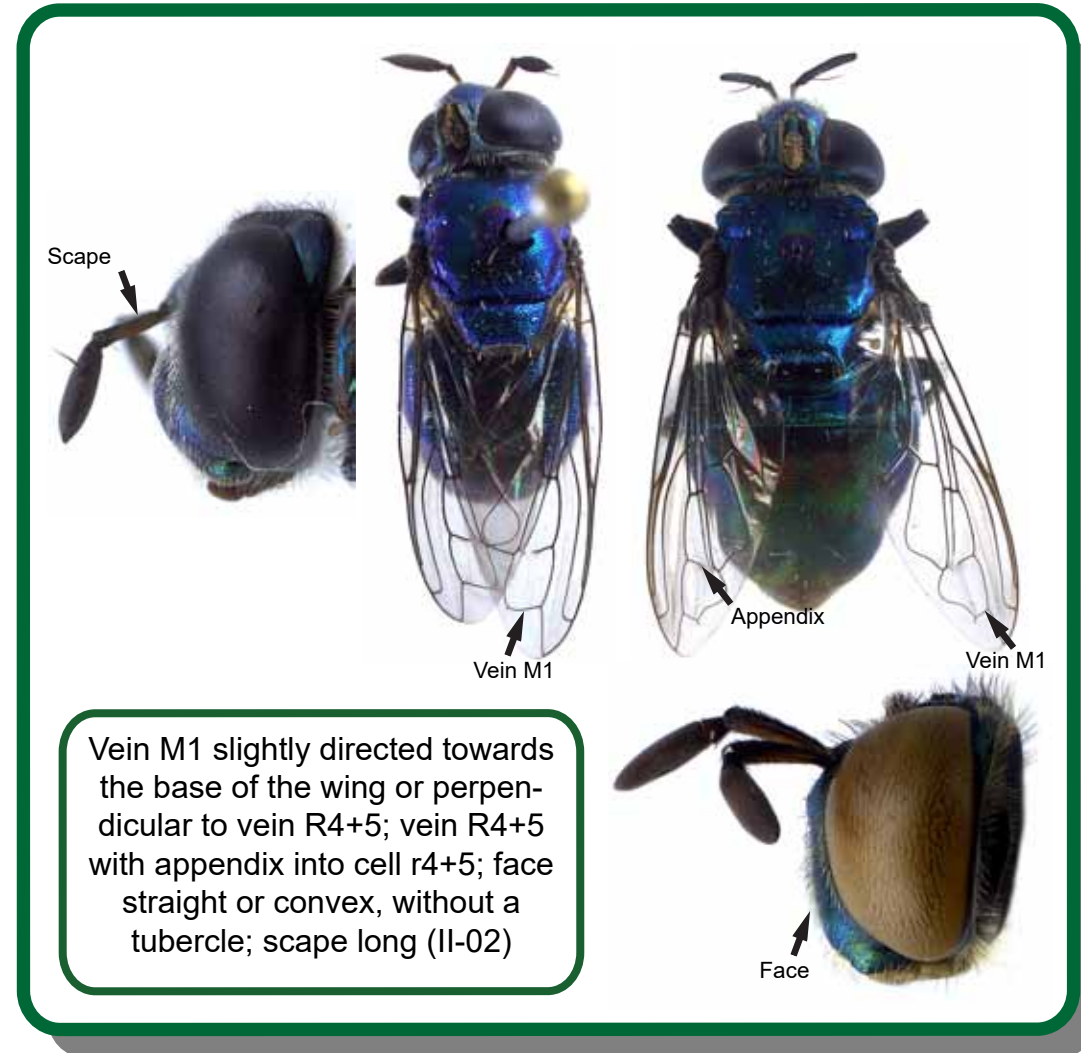 Scape
Appendix
Vein M1
Vein M1
Vein M1 slightly directed towards
the base of the wing or perpen-
dicular to vein R4+5; vein R4+5
with appendix into cell r4+5; face
straight or convex, without a
tubercle; scape long (II-02)
Face